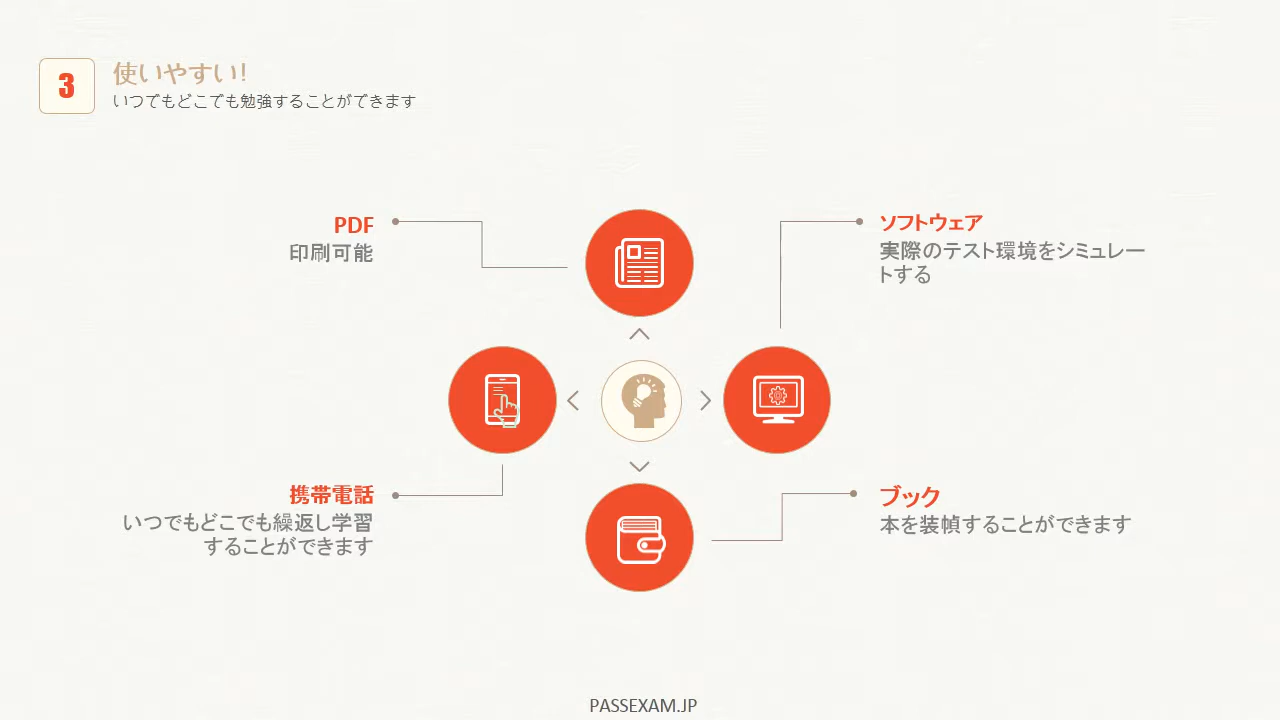 3
使いやすい!
いつでもどこでも勉強することができます
PDF
印刷可能
ソフトウェア
実際のテスト環境をシミュレー
トする
携帯電話
いつでもどこでも繰返し学習
することができます
ブック
本を装幀することができます
PASSEXAM.JP